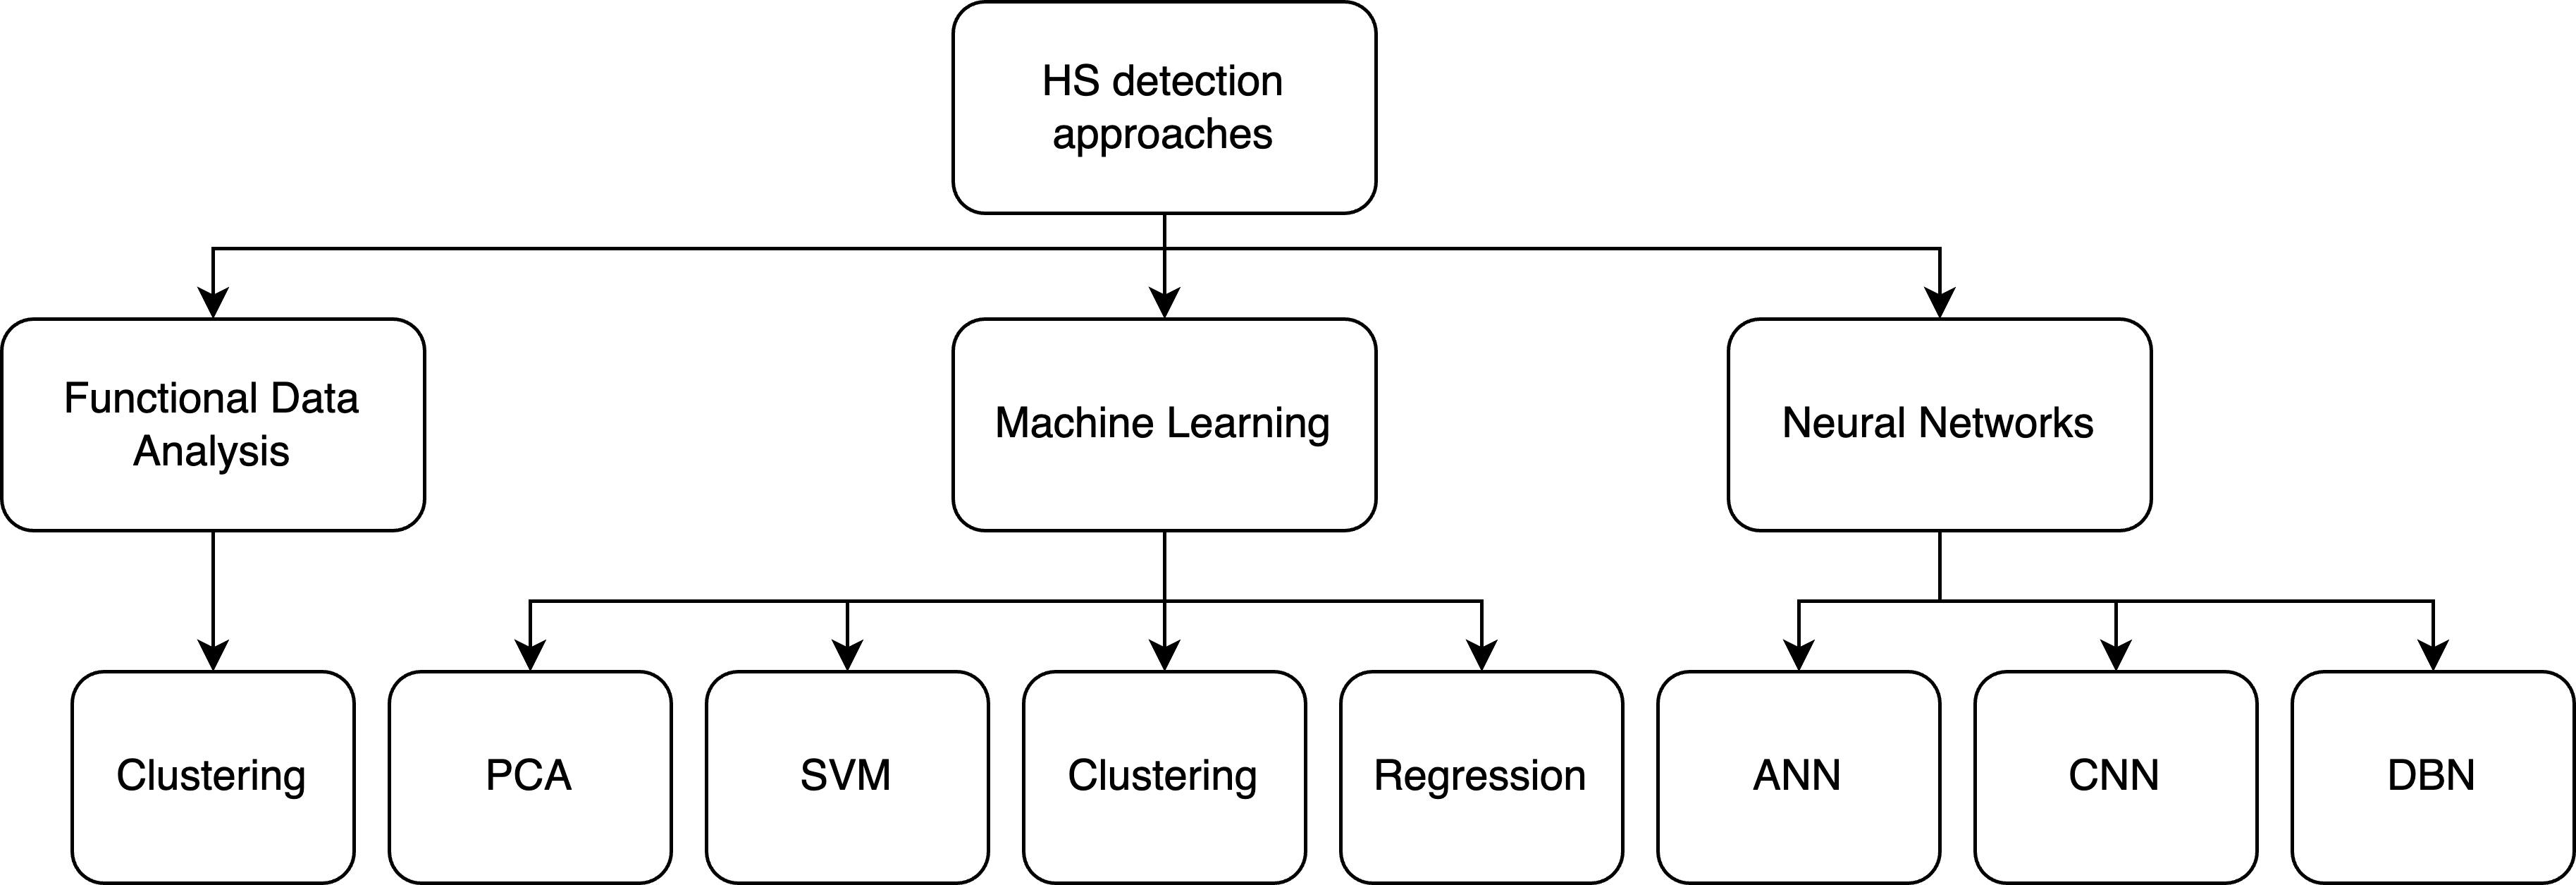 HS detection
approaches
Functional Data
Analysis
Machine Learning
Neural Networks
Clustering
PCA
SVM
Clustering
Regression
ANN
CNN
DBN